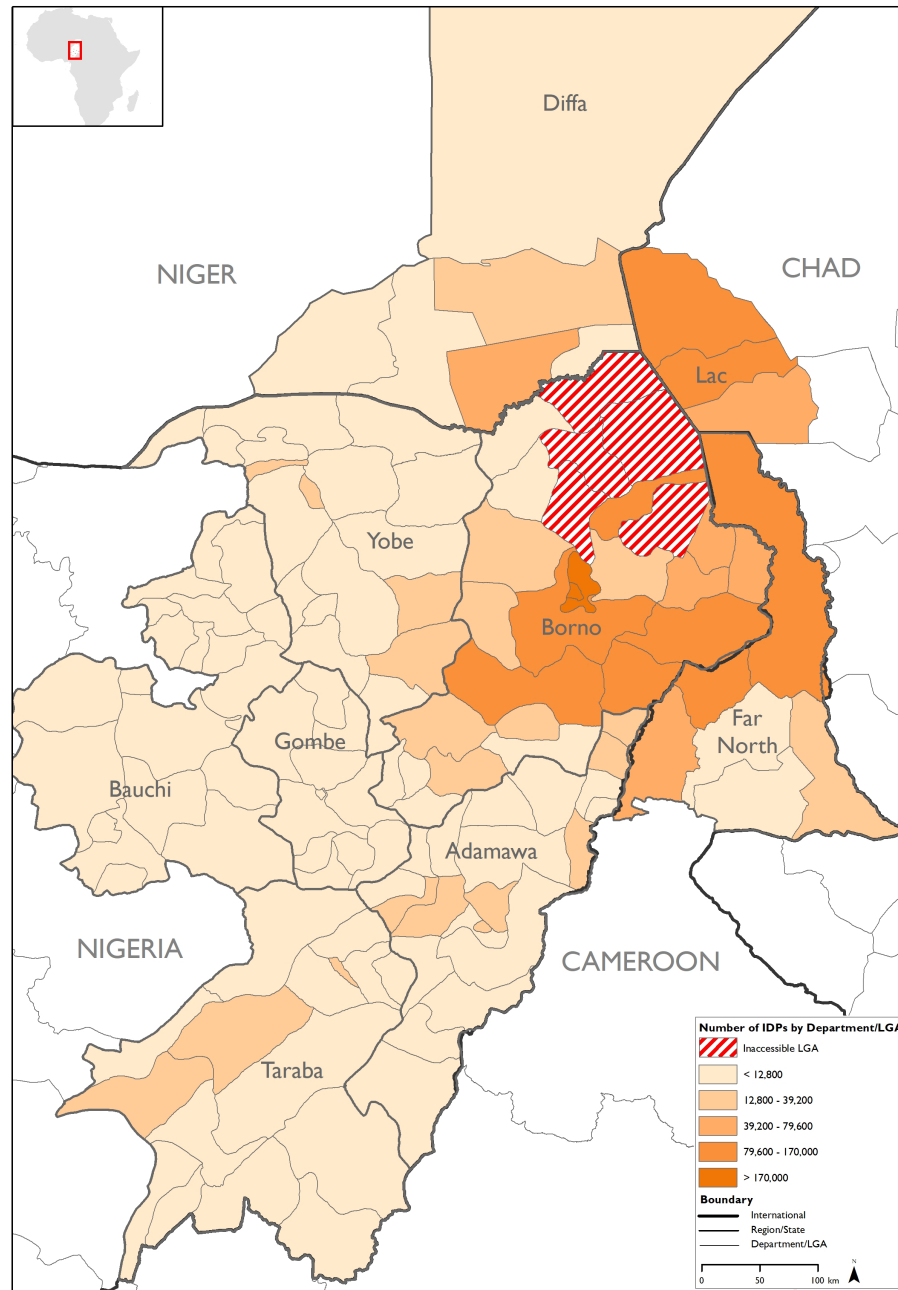 Diffa
NIGER
CHAD
Lac
Yobe
Borno
Far
North
Gombe
Bauchi
Adamawa
NIGERIA
CAMEROON
Taraba
Number of IDPs by Department/LGA
Inaccessible LGA
< 12,800
12,800 - 39,200
39,200 - 79,600
79,600 - 170,000
> 170,000
Boundary
International
Region/State
Department/LGA
N
0 50 100 km